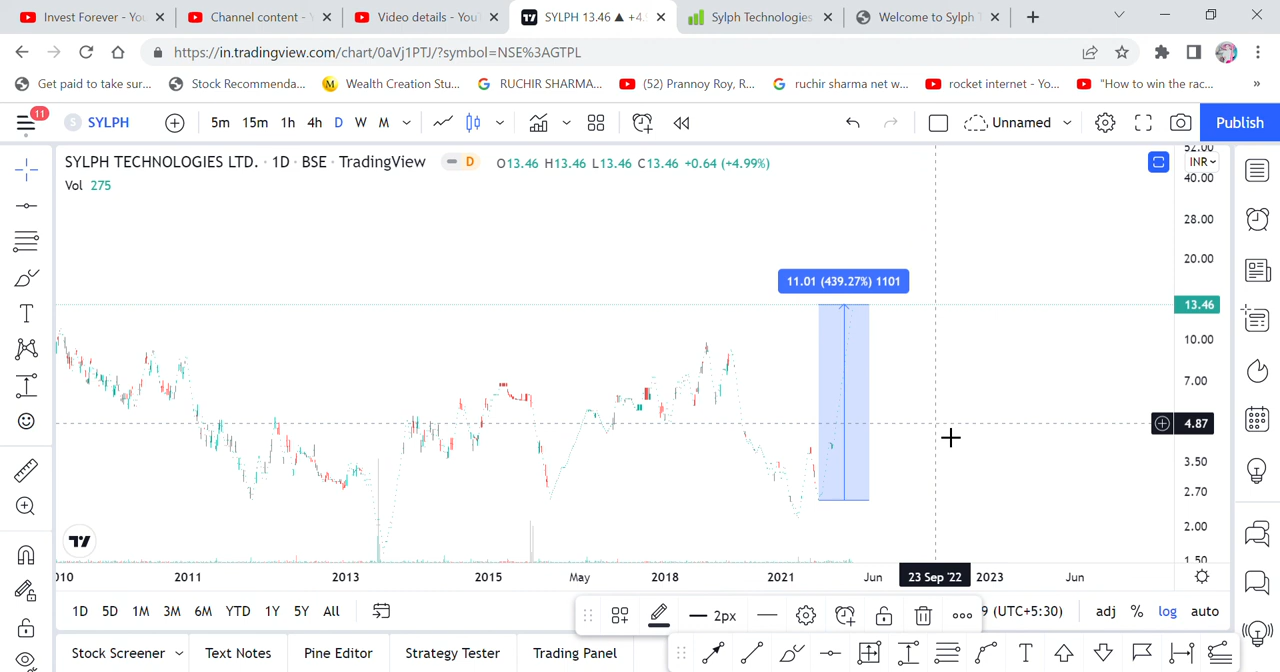 Invest Forever - You
Channel content -
Video details - YouT
SYLPH 13.46 ▲ +4.9
Sylph Technologies
Welcome to Sylph T
https://in.tradingview.com/chart/0aVj1PTJ/?symbol=NSE%3AGTPL
Get paid to take sur...
Stock Recommenda...
M Wealth Creation Stu...
RUCHIR SHARMA...
(52) Prannoy Roy, R...
ruchir sharma net w...
rocket internet - Yo...
"How to win the rac...
»
11
S SYLPH
5m 15m 1h 4h D W M
Unnamed
Publish
SYLPH TECHNOLOGIES LTD. · 1D · BSE · TradingView
D
O13.46 H13.46 L13.46 C13.46 +0.64 (+4.99%)
Vol 275
52.00
INR
40.00
28.00
20.00
11.01 (439.27%) 1101
13.46
10.00
7.00
4.87
3.50
2.70
2.00
1.50
2011 2013 2015 May 2018 2021 Jun 23 Sep '22 2023 Jun
1D 5D 1M 3M 6M YTD 1Y 5Y All
2px
9 (UTC+5:30)
adj % log auto
Stock Screener
Text Notes
Pine Editor
Strategy Tester
Trading Panel